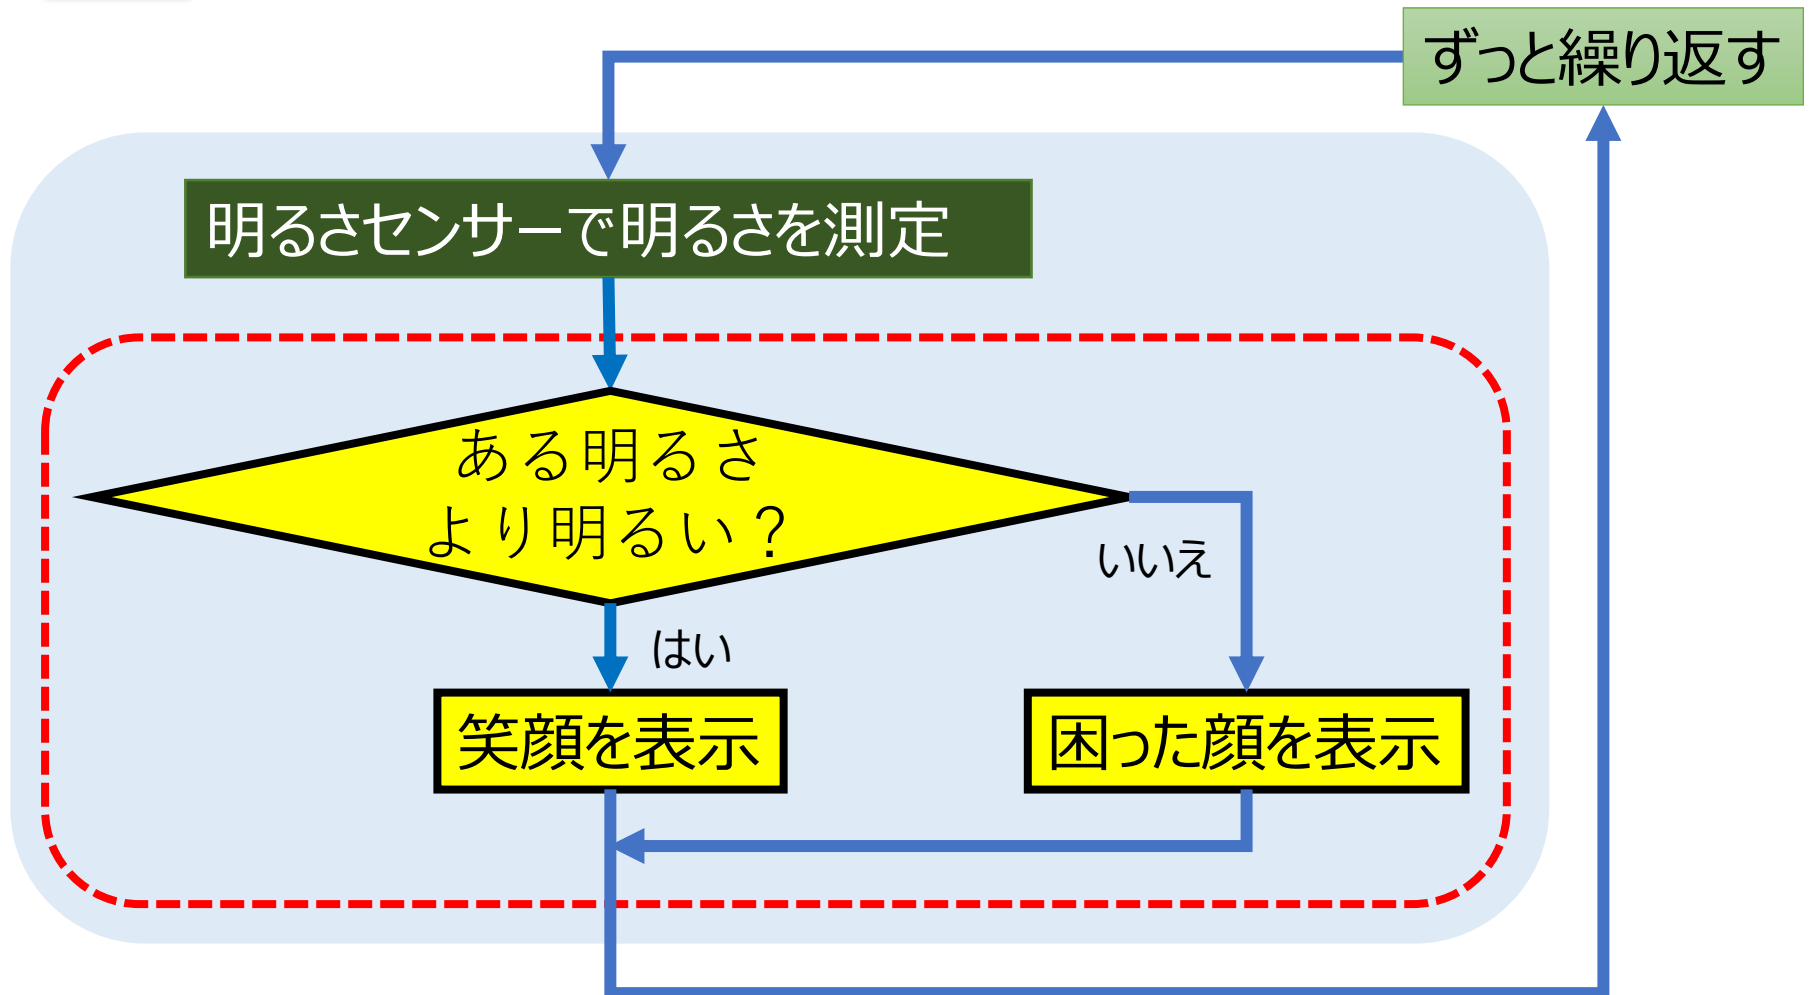 ずっと繰り返す
明るさセンサーで明るさを測定
ある明るさ
より明るい？
いいえ
はい
笑顔を表示
困った顔を表示